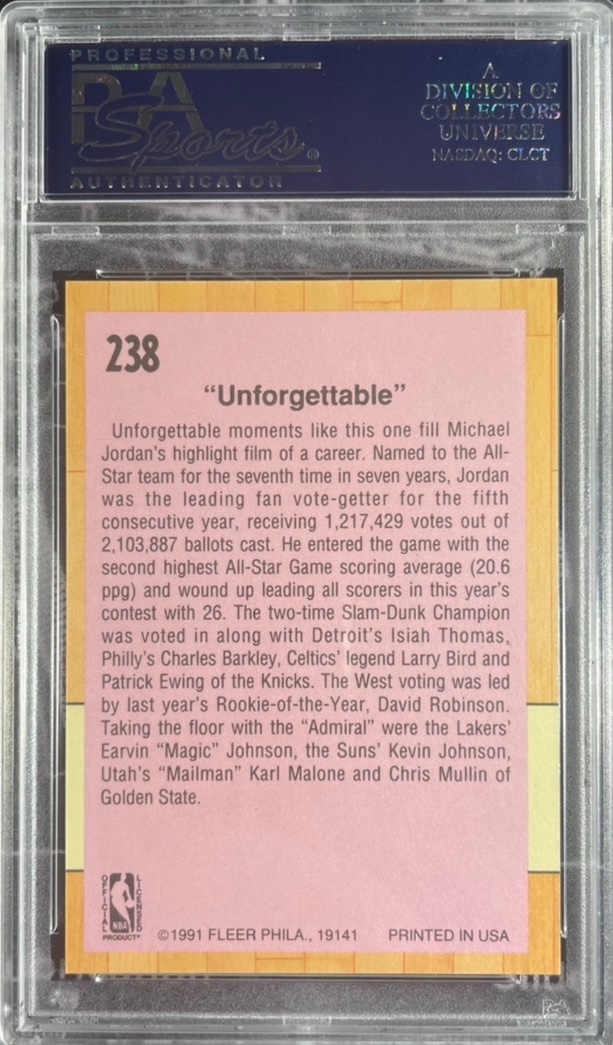 PROFESSIONAL
PSA
Sports®
AUTHENTICATOR
A
DIVISION OF
COLLECTORS
UNIVERSE
NASDAQ: CLCT
238
“Unforgettable”
Unforgettable moments like this one fill Michael
Jordan's highlight film of a career. Named to the All-
Star team for the seventh time in seven years, Jordan
was the leading fan vote-getter for the fifth
consecutive year, receiving 1,217,429 votes out of
2,103,887 ballots cast. He entered the game with the
second highest All-Star Game scoring average (20.6
ppg) and wound up leading all scorers in this year's
contest with 26. The two-time Slam-Dunk Champion
was voted in along with Detroit's Isiah Thomas,
Philly's Charles Barkley, Celtics' legend Larry Bird and
Patrick Ewing of the Knicks. The West voting was led
by last year's Rookie-of-the-Year, David Robinson.
Taking the floor with the “Admiral” were the Lakers'
Earvin “Magic” Johnson, the Suns' Kevin Johnson,
Utah's “Mailman” Karl Malone and Chris Mullin of
Golden State.
OFFICIAL
LICENSED
NBA
PRODUCT
©1991 FLEER PHILA., 19141
PRINTED IN USA
PSA